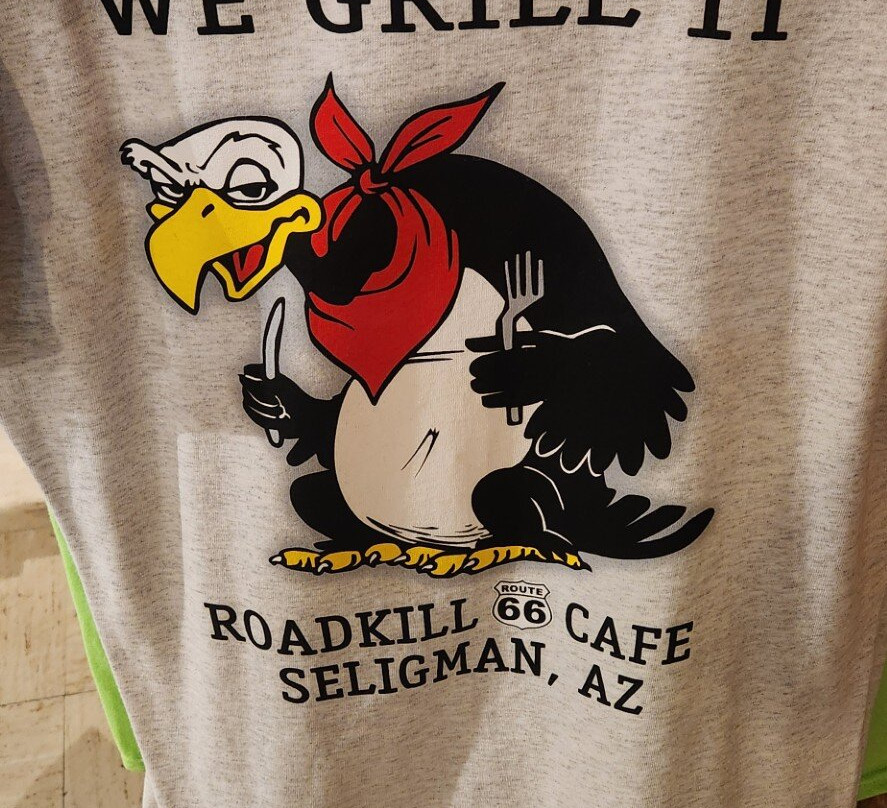 WE GRILL IT
ROADKILL ROUTE 66 CAFE
SELIGMAN, AZ